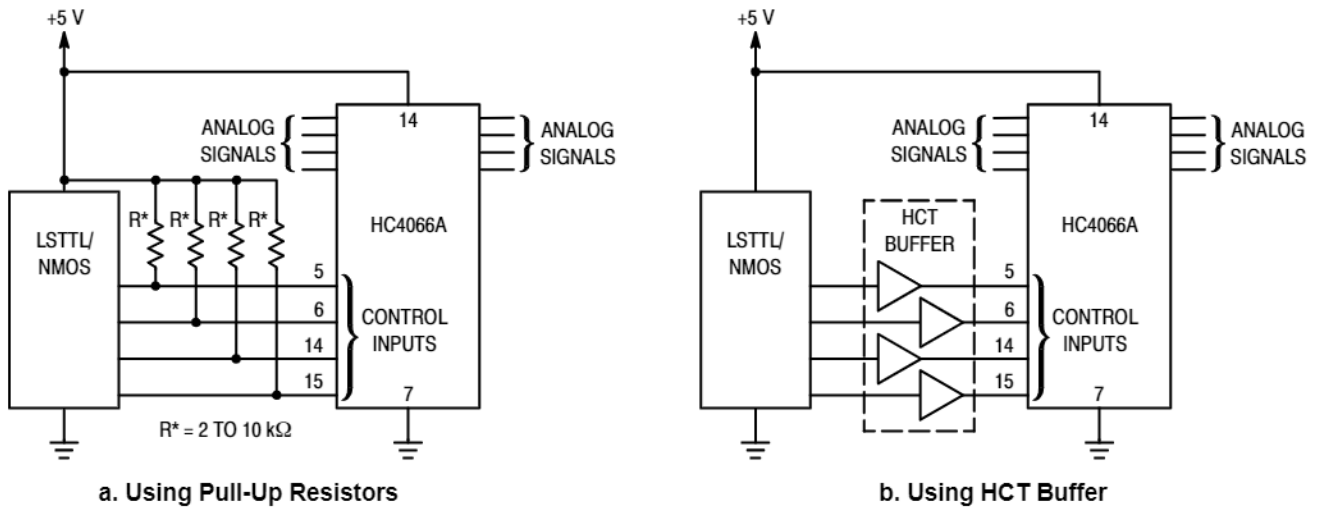 +5 V
14
ANALOG
SIGNALS
ANALOG
SIGNALS
R*
R*
R*
R*
HC4066A
LSTTL/
NMOS
5
6
14
15
CONTROL
INPUTS
7
R* = 2 TO 10 kΩ
a. Using Pull-Up Resistors
+5 V
14
ANALOG
SIGNALS
ANALOG
SIGNALS
HCT
BUFFER
HC4066A
LSTTL/
NMOS
5
6
14
15
CONTROL
INPUTS
7
b. Using HCT Buffer